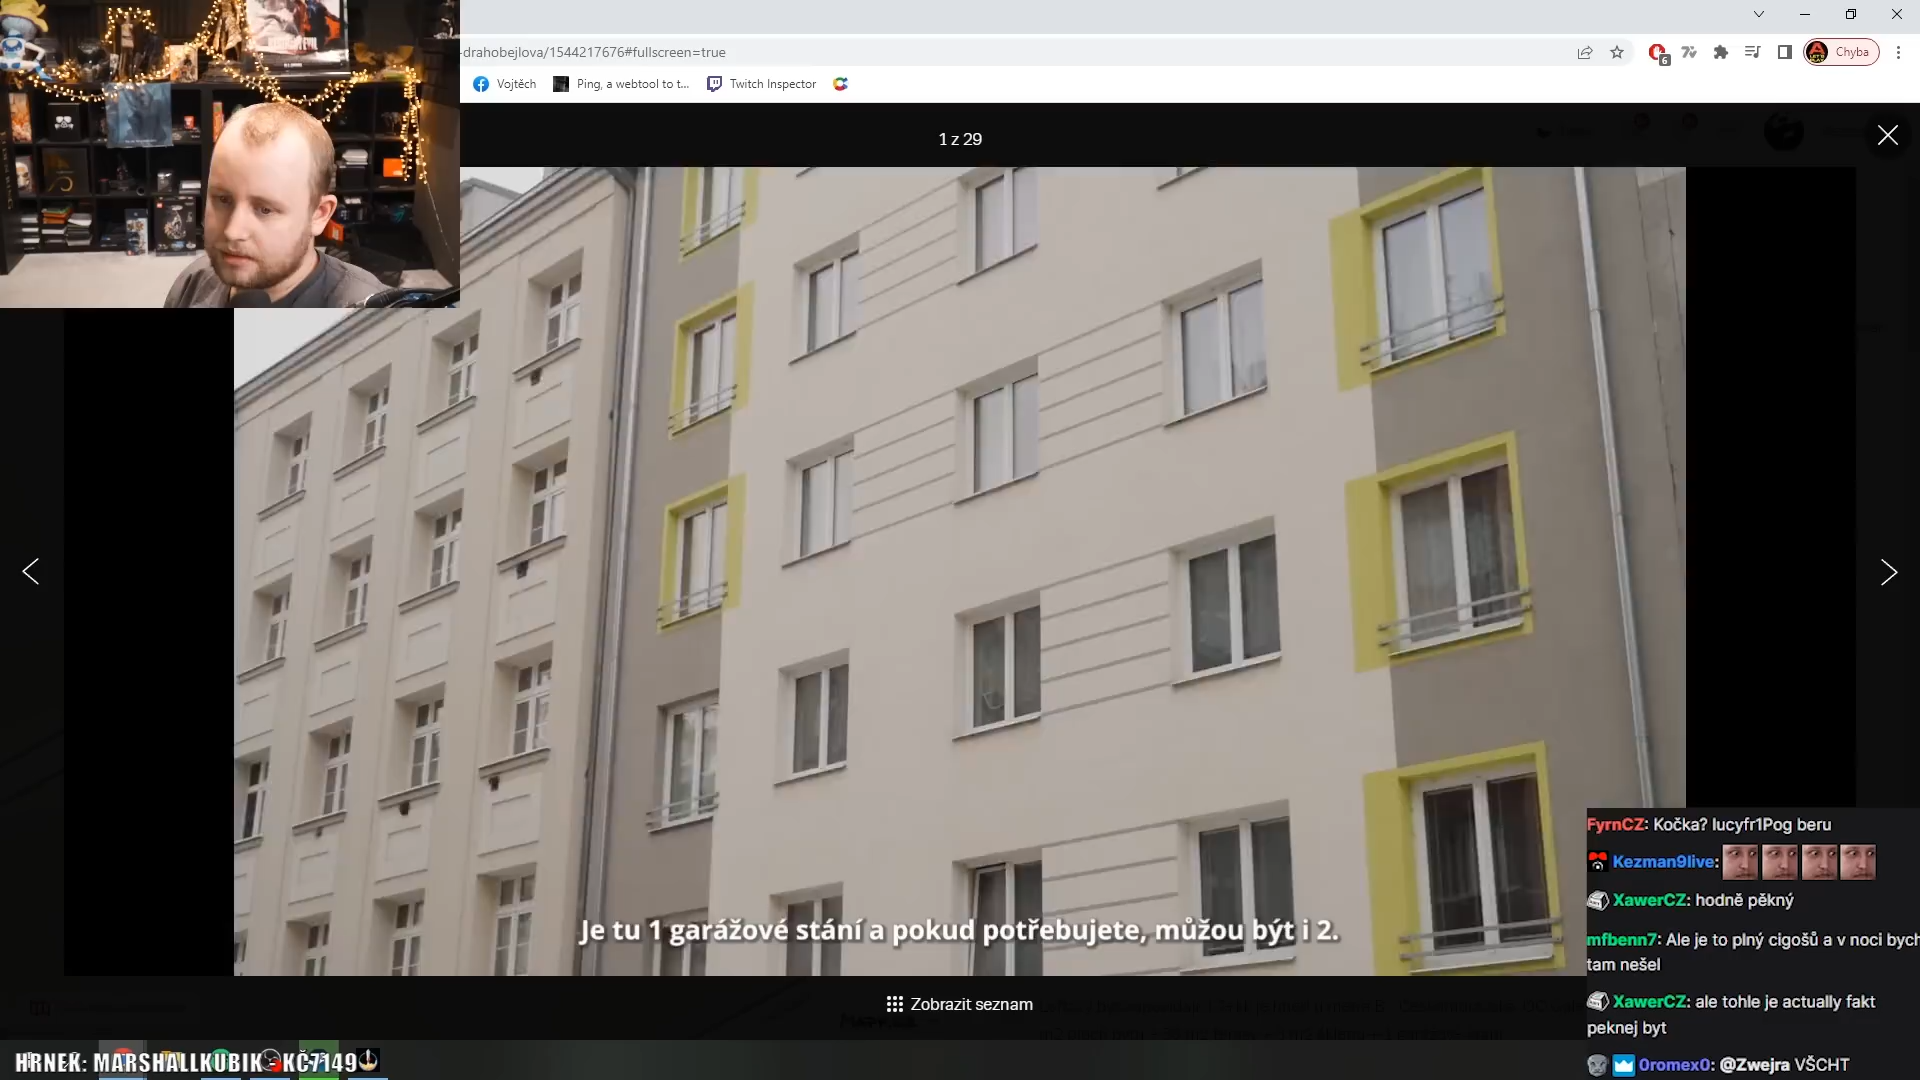 -drahobejlova/1544217676#fullscreen=true
6
Chyba
Vojtěch
Ping, a webtool to t...
Twitch Inspector
1 z 29
Je tu 1 garážové stání a pokud potřebujete, můžou být i 2.
Zobrazit seznam
FyrnCZ: Kočka? lucyfr1Pog beru
Kezman9live:
XawerCZ: hodně pěkný
mfbenn7: Ale je to plný cigošů a v noci bych
tam nešel
XawerCZ: ale tohle je actually fakt
peknej byt
0romex0: @Zwejra VŠCHT
HRNEK: MARSHALLKUBIK - KČ7149